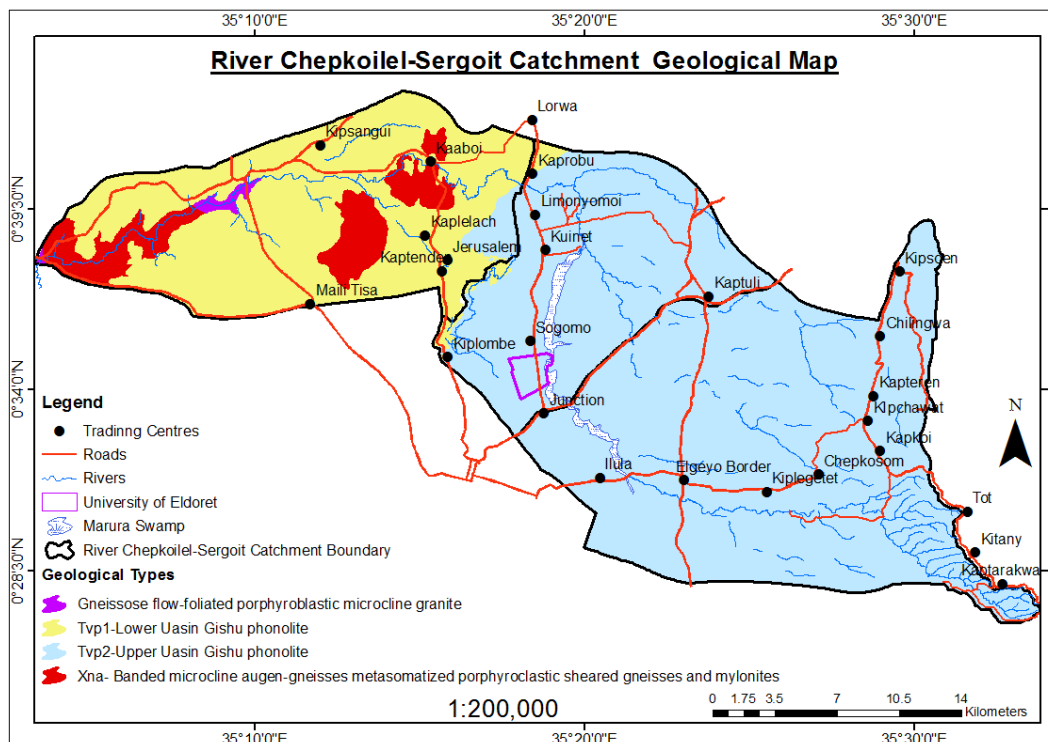 35°10'0"E 35°20'0"E 35°30'0"E
River Chepkoilel-Sergoit Catchment Geological Map
Lorwa
Kipsangui
Kaaboi
Kaprobu
0°39'30"N
Limonyomoi
Kaplelach
Kuinet
Jerusalem
Kaptende
Kipsoen
Maili Tisa
Kaptuli
Chilingwa
Sogomo
Kiplombe
0°34'0"N
Kapteren
Kipchawat
Junction
Legend
N
Tradinng Centres
Kapkoi
Roads
Ilula
Elgeyo Border
Chepkosom
Kiplegetet
Rivers
University of Eldoret
Tot
Marura Swamp
River Chepkoilel-Sergoit Catchment Boundary
Kitany
0°28'30"N
Kaptarakwa
Geological Types
Gneissose flow-foliated porphyroblastic microcline granite
Tvp1-Lower Uasin Gishu phonolite
Tvp2-Upper Uasin Gishu phonolite
Xna- Banded microcline augen-gneisses metasomatized porphyroclastic sheared gneisses and mylonites
0 1.75 3.5 7 10.5 14
1:200,000
Kilometers
35°10'0"E 35°20'0"E 35°30'0"E